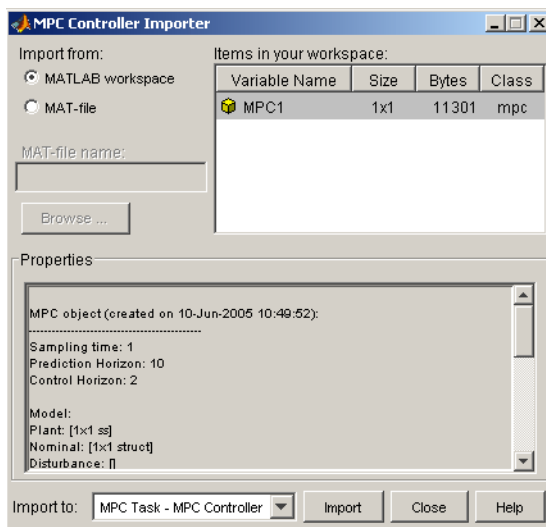 MPC Controller Importer
Import from:
MATLAB workspace
MAT-file
MAT-file name:
Browse ...
Items in your workspace:
Variable Name Size Bytes Class
MPC1 1x1 11301 mpc
Properties
MPC object (created on 10-Jun-2005 10:49:52):
---------------------------------------------
Sampling time: 1
Prediction Horizon: 10
Control Horizon: 2
Model:
Plant: [1x1 ss]
Nominal: [1x1 struct]
Disturbance: []
Import to: MPC Task - MPC Controller Import Close Help